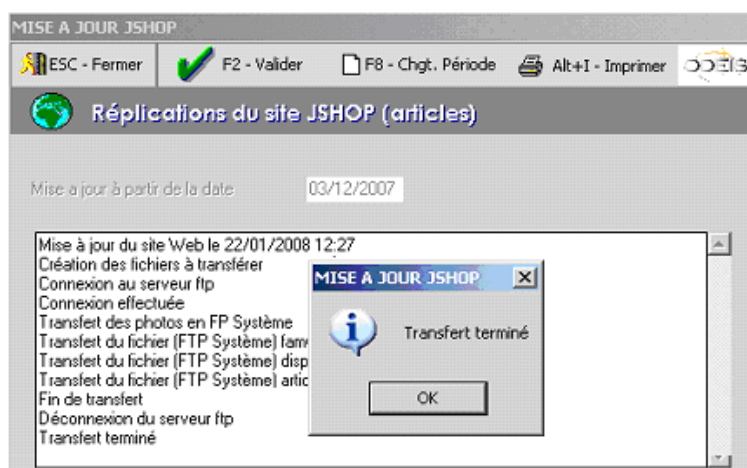 MISE A JOUR JSHOP
ESC - Fermer F2 - Valider F8 - Chgt. Période Alt+I - Imprimer
Réplications du site JSHOP (articles)
Mise a jour à partir de la date 03/12/2007
Mise à jour du site Web le 22/01/2008 12:27
Création des fichiers à transférer
Connexion au serveur ftp
Connexion effectuée
Transfert des photos en FP Système
Transfert du fichier (FTP Système)
Transfert du fichier (FTP Système) disp
Transfert du fichier (FTP Système) artic
Fin de transfert
Déconnexion du serveur ftp
Transfert terminé
MISE A JOUR JSHOP
Transfert terminé
OK